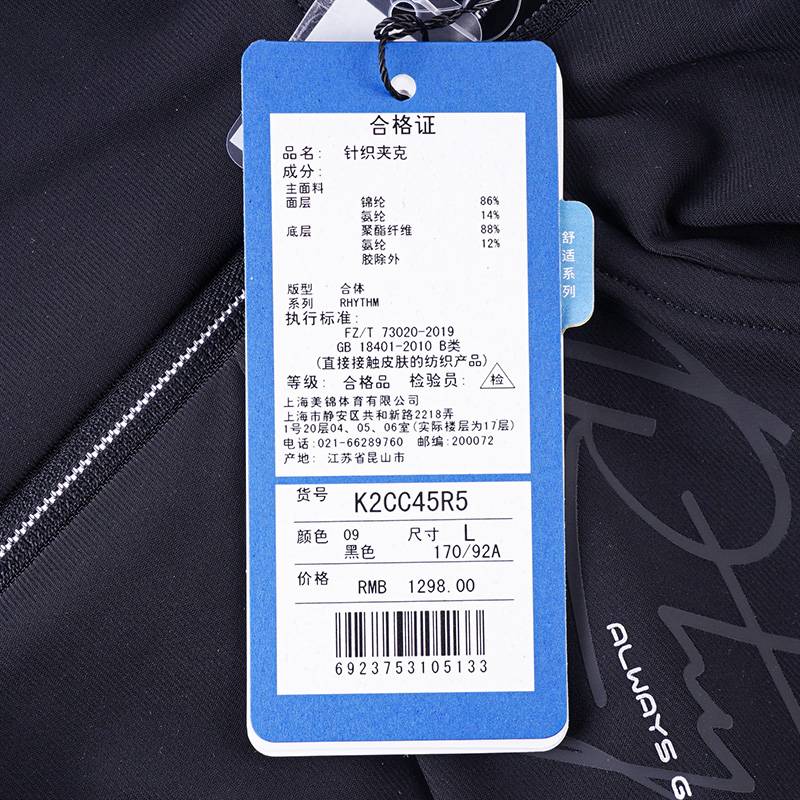 合格证
品名: 针织夹克
成分:
主面料
面层 锦纶 86%
氨纶 14%
底层 聚酯纤维 88%
氨纶 12%
胶除外
版型 合体
系列 RHYTHM
执行标准:
FZ/T 73020-2019
GB 18401-2010 B类
(直接接触皮肤的纺织产品)
等级: 合格品 检验员: 检
上海美锦体育有限公司
上海市静安区共和新路2218弄
1号20层04、05、06室(实际楼层为17层)
电话:021-66289760 邮编:200072
产地: 江苏省昆山市
货号 K2CC45R5
颜色 09 尺寸 L
黑色 170/92A
价格 RMB 1298.00
6923753105133
舒适系列
ALWAYS G